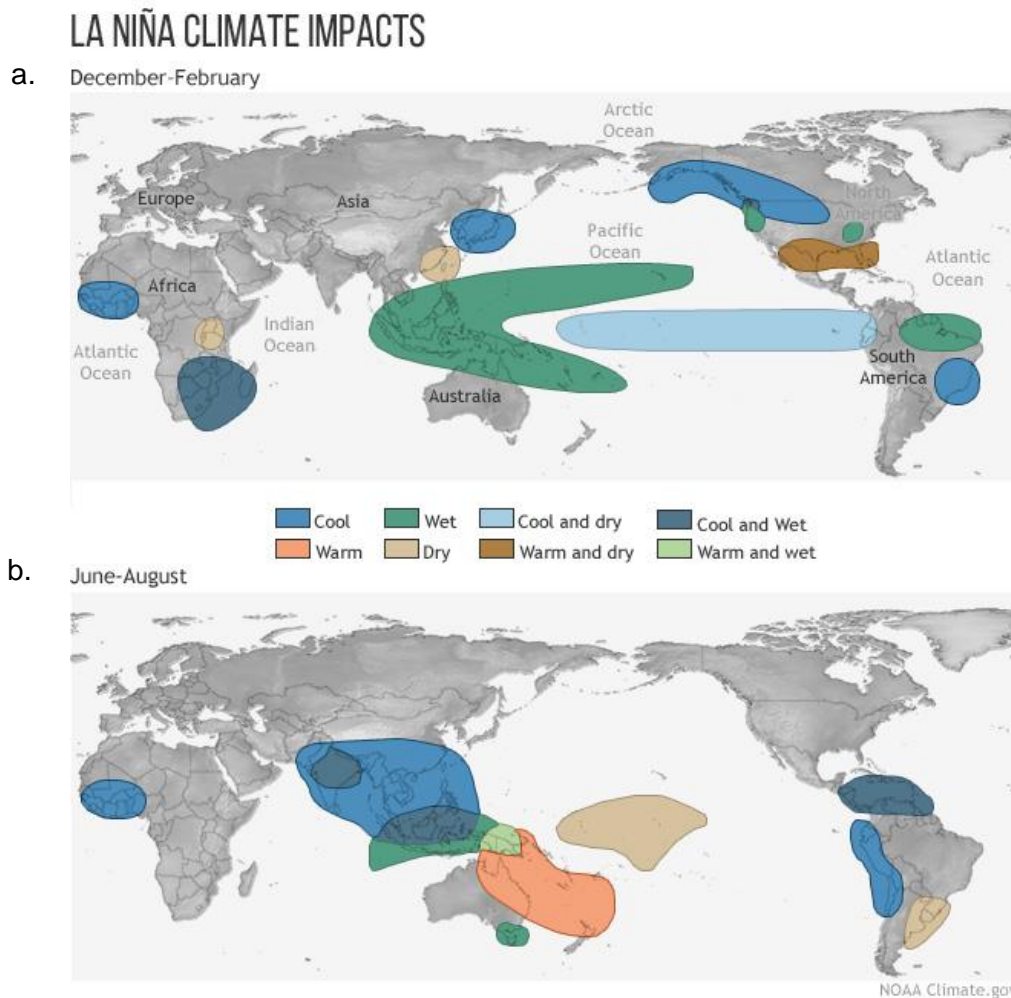 LA NIÑA CLIMATE IMPACTS
a.
December-February
Arctic
Ocean
Europe
Asia
North
America
Pacific
Ocean
Atlantic
Ocean
Africa
Indian
Ocean
Atlantic
Ocean
South
America
Australia
Cool
Wet
Cool and dry
Cool and Wet
Warm
Dry
Warm and dry
Warm and wet
b.
June-August
NOAA Climate.gov